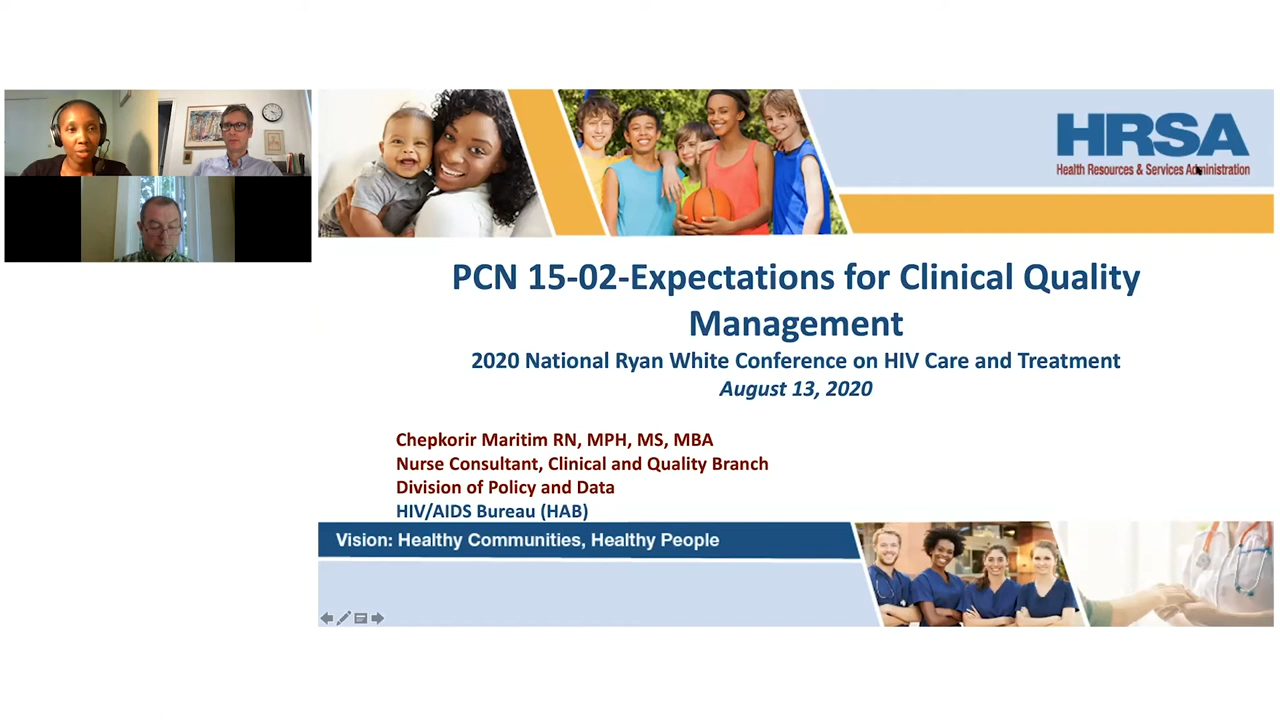 HRSA
Health Resources & Services Administration
PCN 15-02-Expectations for Clinical Quality
Management
2020 National Ryan White Conference on HIV Care and Treatment
August 13, 2020
Chepkorir Maritim RN, MPH, MS, MBA
Nurse Consultant, Clinical and Quality Branch
Division of Policy and Data
HIV/AIDS Bureau (HAB)
Vision: Healthy Communities, Healthy People